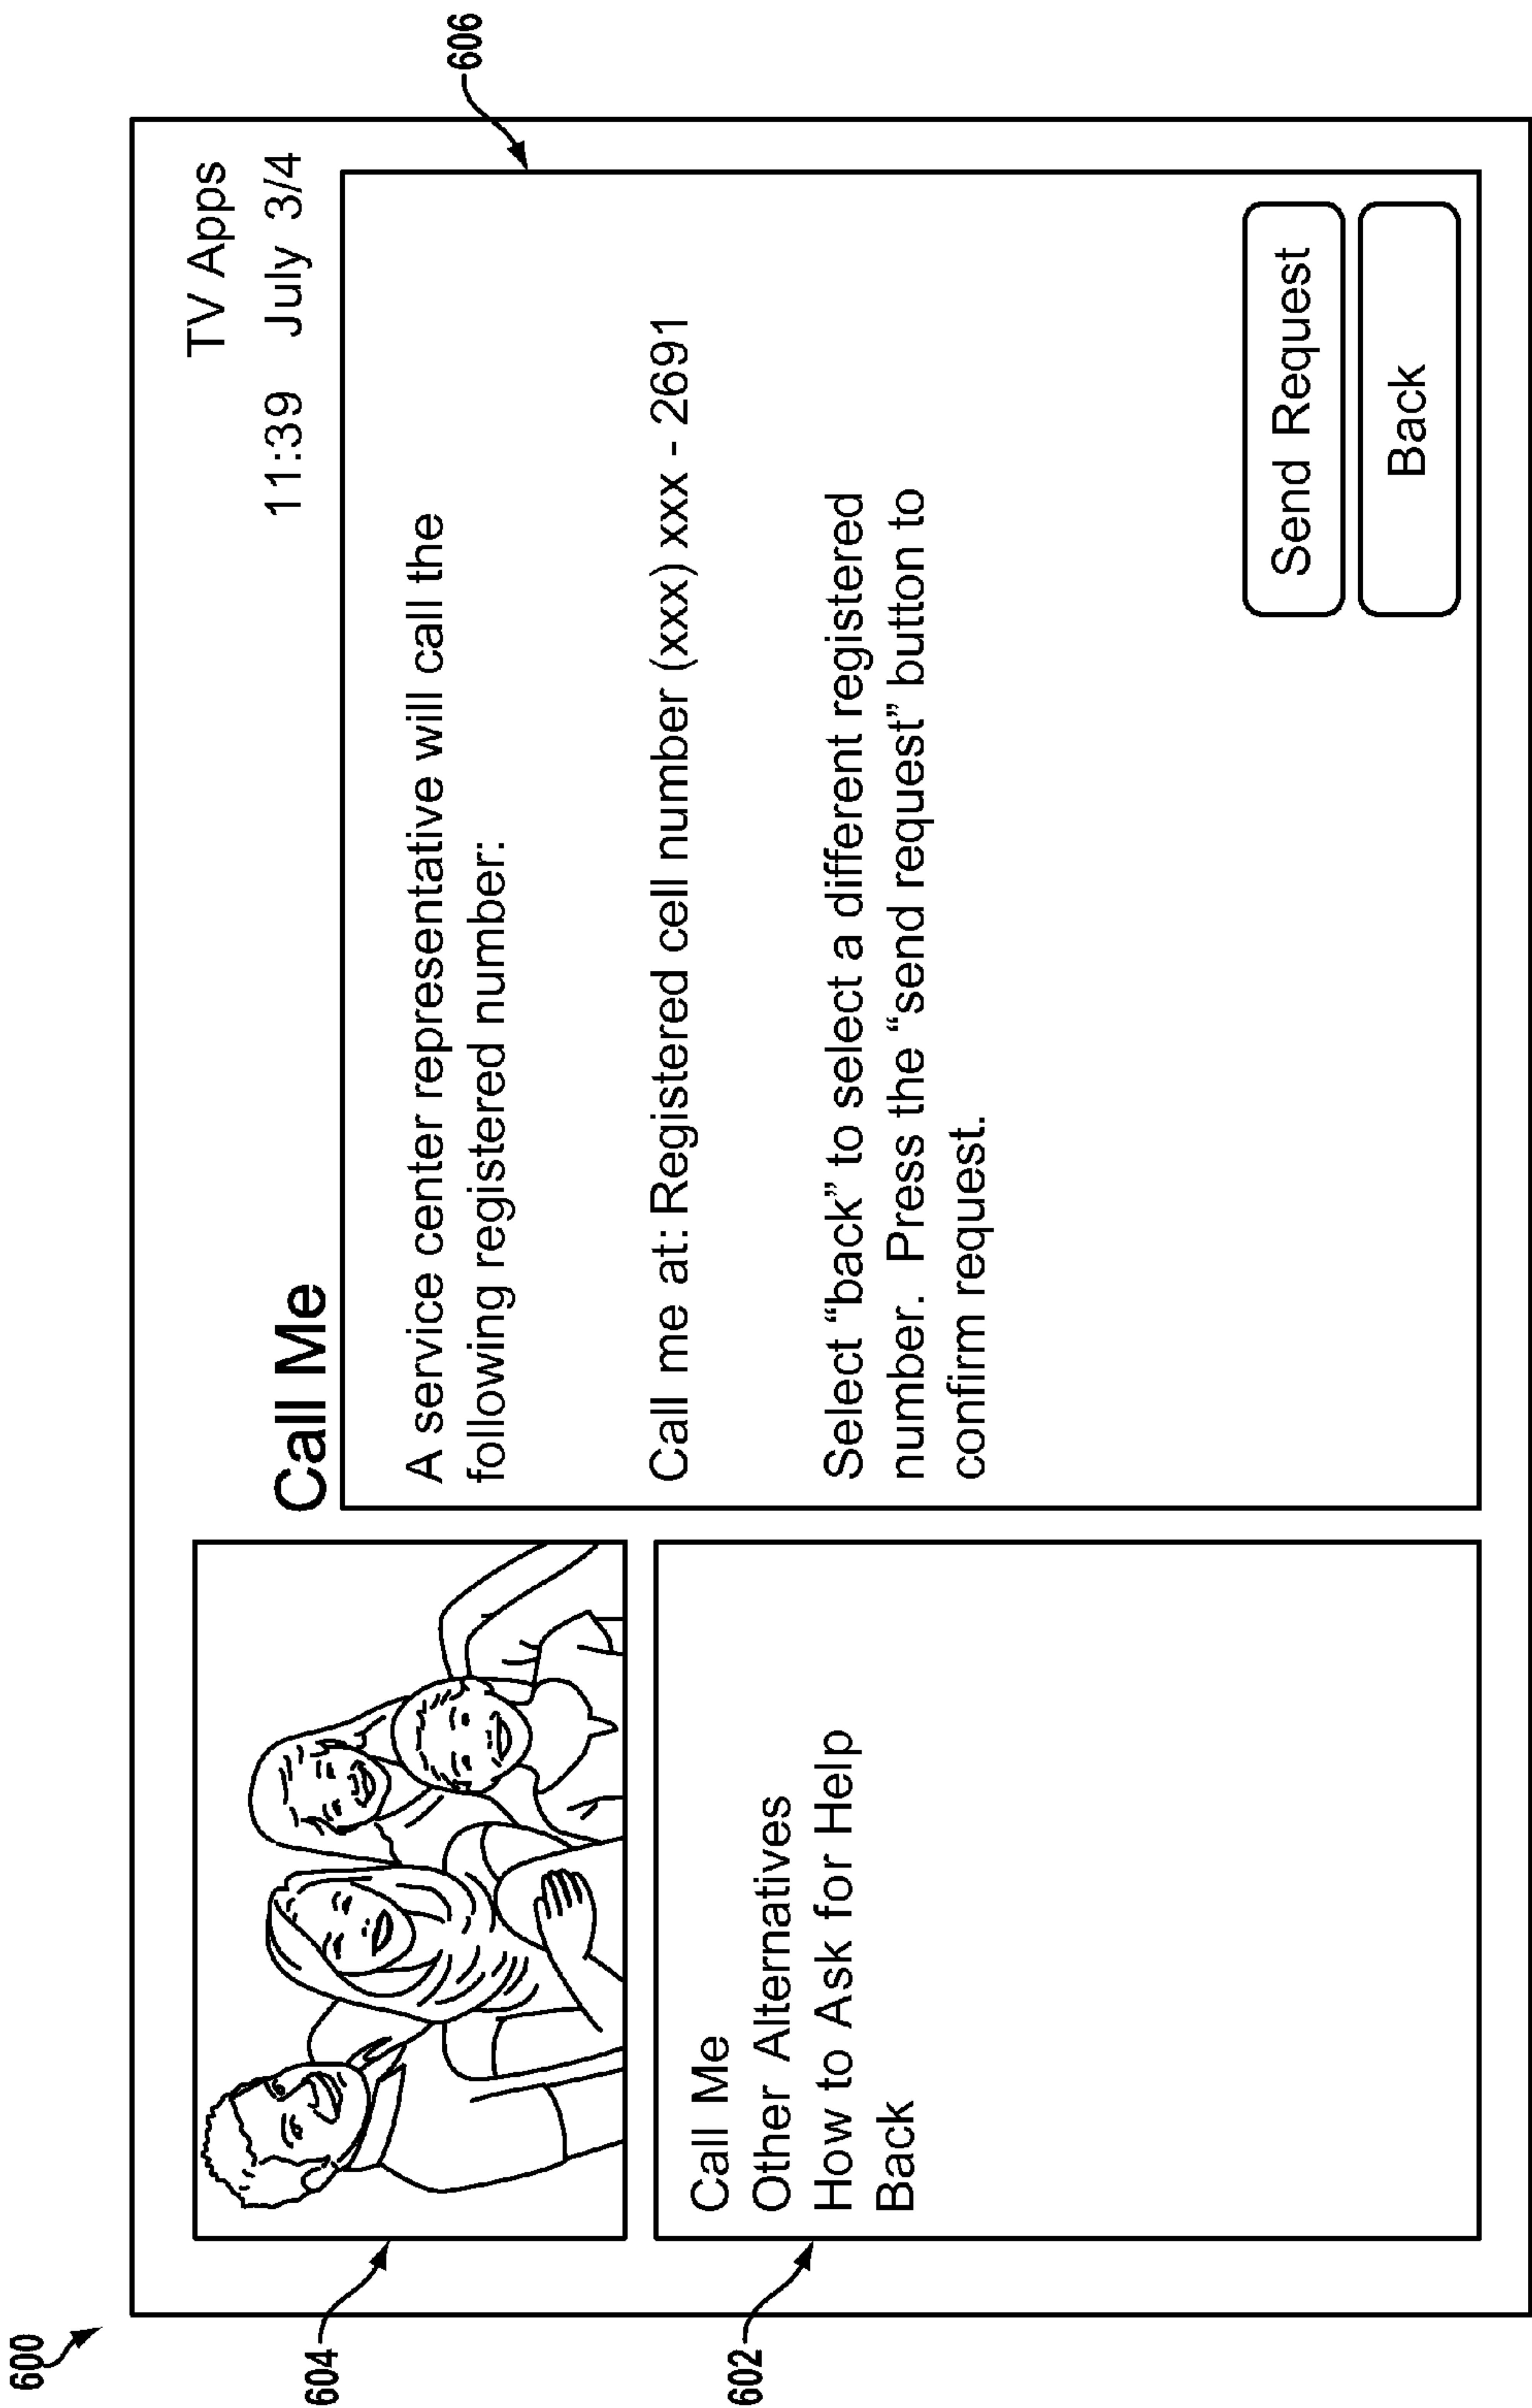 600
TV Apps
11:39 July 3/4
Call Me
604
606
A service center representative will call the
following registered number:
Call me at: Registered cell number (xxx) xxx - 2691
Select “back” to select a different registered
number. Press the “send request” button to
confirm request.
Send Request
Back
602
Call Me
Other Alternatives
How to Ask for Help
Back